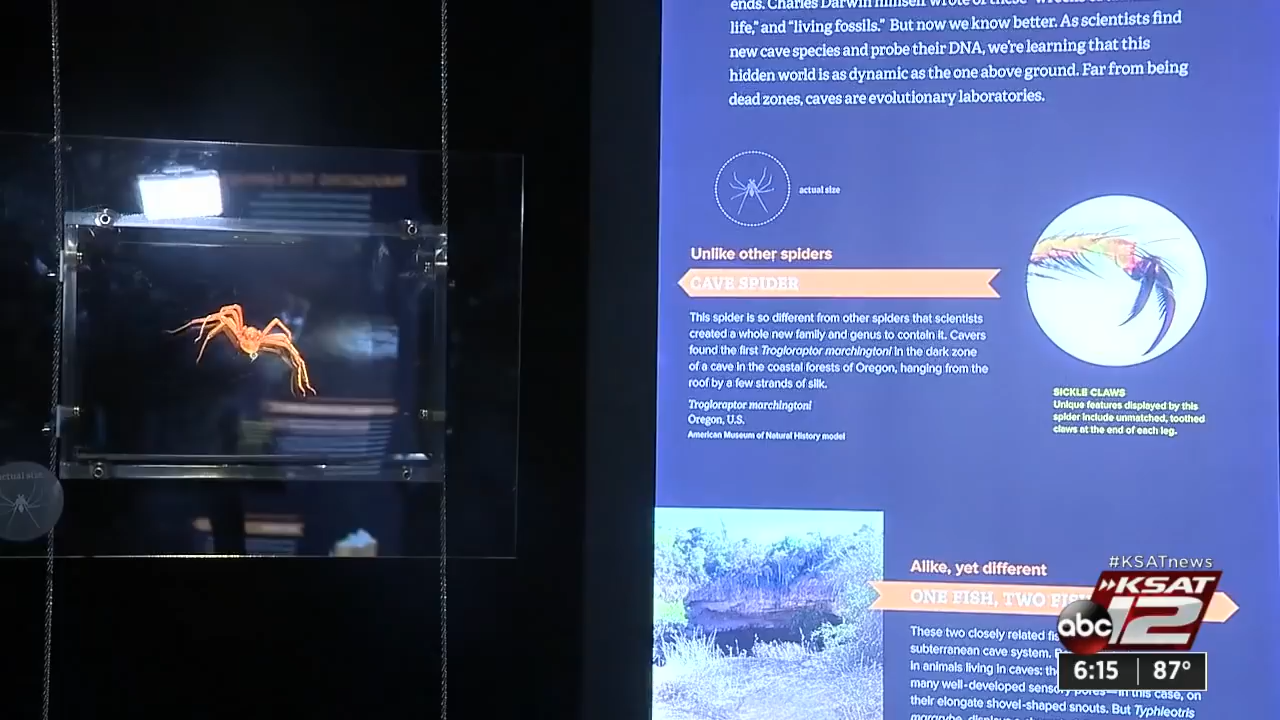 ends. Charles Darwin himself wrote of these
life," and "living fossils." But now we know better. As scientists find
new cave species and probe their DNA, we're learning that this
hidden world is as dynamic as the one above ground. Far from being
dead zones, caves are evolutionary laboratories.
actual size
Unlike other spiders
CAVE SPIDER
This spider is so different from other spiders that scientists
created a whole new family and genus to contain it. Cavers
found the first Trogloraptor marchingtoni in the dark zone
of a cave in the coastal forests of Oregon, hanging from the
roof by a few strands of silk.
Trogloraptor marchingtoni
Oregon, U.S.
American Museum of Natural History model
SICKLE CLAWS
Unique features displayed by this
spider include unmatched, toothed
claws at the end of each leg.
actual size
Alike, yet different
ONE FISH, TWO FISH
These two closely related
subterranean cave system.
in animals living in caves:
many well-developed sensory pores—in this case, on
their elongate shovel-shaped snouts. But Typhleotris
#KSATnews
KSAT
abc 12
6:15 87°